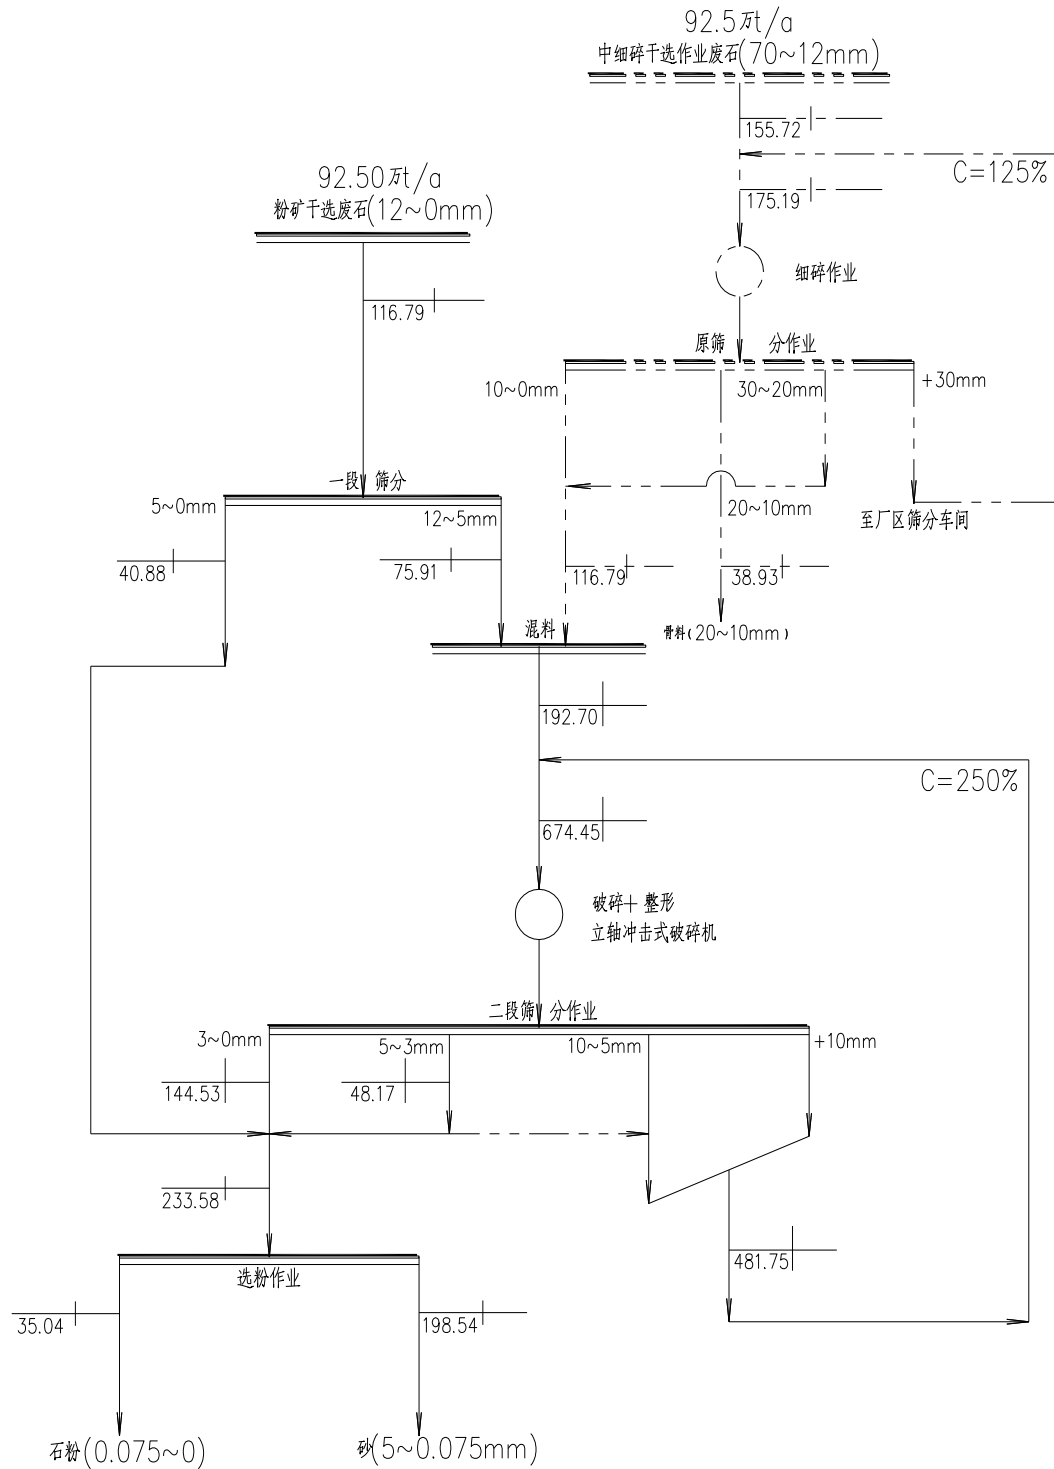 92.5万t/a
中细碎干选作业废石(70~12mm)
155.72
C=125%
92.50万t/a
175.19
粉矿干选废石(12~0mm)
细碎作业
116.79
原筛 分作业
10~0mm
30~20mm
+30mm
一段 筛分
5~0mm
12~5mm
20~10mm
至厂区筛分车间
40.88
75.91
116.79
38.93
混料
骨料(20~10mm)
192.70
C=250%
674.45
破碎+ 整形
立轴冲击式破碎机
二段筛 分作业
3~0mm
5~3mm
10~5mm
+10mm
144.53
48.17
233.58
481.75
选粉作业
35.04
198.54
石粉(0.075~0)
砂(5~0.075mm)